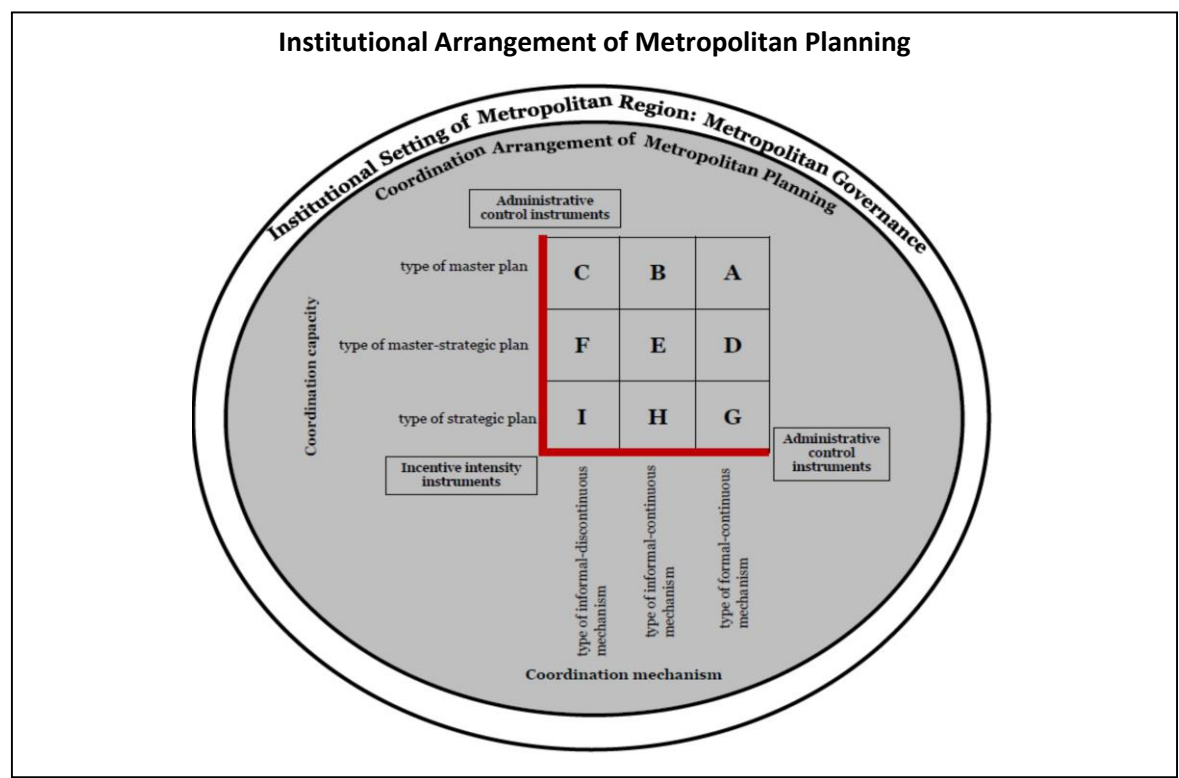 Institutional Arrangement of Metropolitan Planning
Institutional Setting of Metropolitan Region: Metropolitan Governance
Coordination Arrangement of Metropolitan Planning
Administrative
control instruments
type of master plan
C B A
Coordination capacity
type of master-strategic plan
F E D
type of strategic plan
I H G
Administrative
control
instruments
Incentive intensity
instruments
type of informal-discontinuous
mechanism
type of informal-continuous
mechanism
type of formal-continuous
mechanism
Coordination mechanism